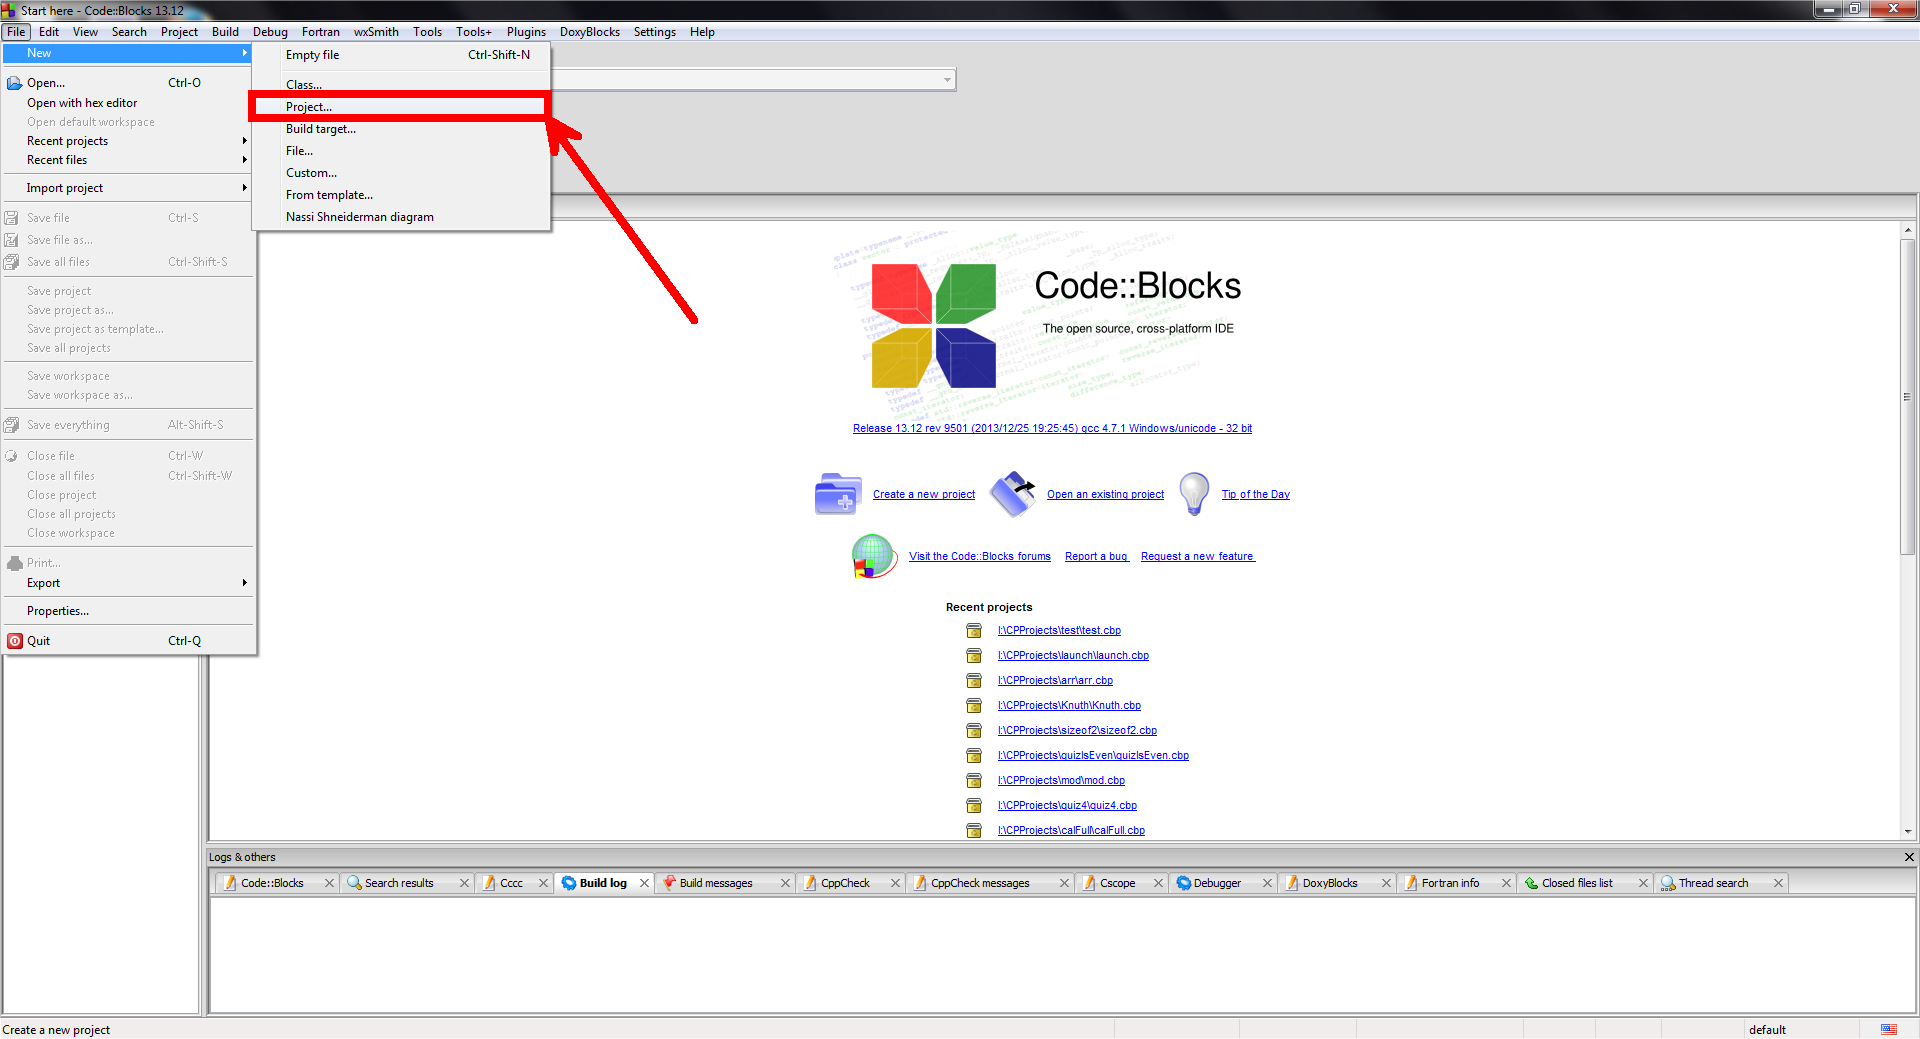 Start here - Code::Blocks 13.12
File Edit View Search Project Build Debug Fortran wxSmith Tools Tools+ Plugins DoxyBlocks Settings Help
New
Open... Ctrl-O
Open with hex editor
Open default workspace
Recent projects
Recent files
Import project
Save file Ctrl-S
Save file as...
Save all files Ctrl-Shift-S
Save project
Save project as...
Save project as template...
Save all projects
Save workspace
Save workspace as...
Save everything Alt-Shift-S
Close file Ctrl-W
Close all files Ctrl-Shift-W
Close project
Close all projects
Close workspace
Print...
Export
Properties...
Quit Ctrl-Q
Empty file Ctrl-Shift-N
Class...
Project...
Build target...
File...
Custom...
From template...
Nassi Shneiderman diagram
Code::Blocks
The open source, cross-platform IDE
Release 13.12 rev 9501 (2013/12/25 19:25:45) gcc 4.7.1 Windows/unicode - 32 bit
Create a new project Open an existing project Tip of the Day
Visit the Code::Blocks forums Report a bug Request a new feature
Recent projects
I:\CPProjects\test\test.cbp
I:\CPProjects\launch\launch.cbp
I:\CPProjects\arr\arr.cbp
I:\CPProjects\Knuth\Knuth.cbp
I:\CPProjects\sizeof2\sizeof2.cbp
I:\CPProjects\quizIsEven\quizIsEven.cbp
I:\CPProjects\mod\mod.cbp
I:\CPProjects\quiz4\quiz4.cbp
I:\CPProjects\calFull\calFull.cbp
Logs & others
Code::Blocks Search results Cccc Build log Build messages CppCheck CppCheck messages Cscope Debugger DoxyBlocks Fortran info Closed files list Thread search
Create a new project default